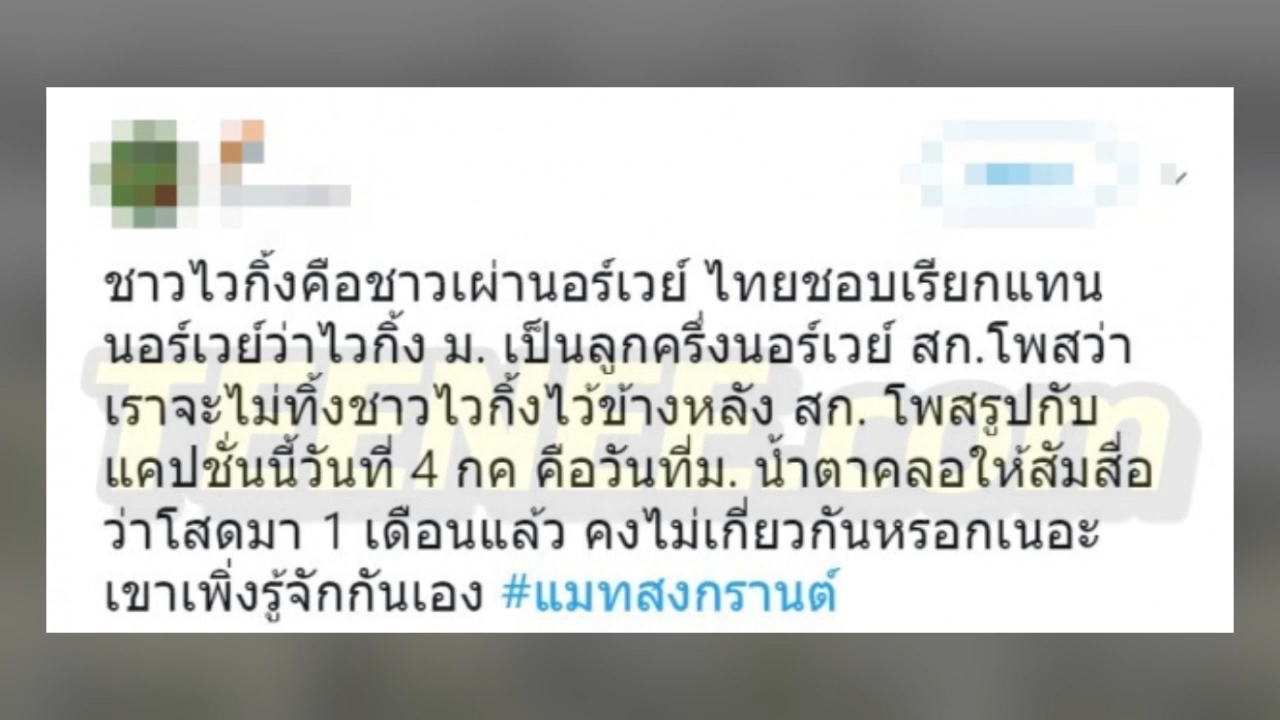 ชาวไวกิ้งคือชาวเผ่านอร์เวย์ ไทยชอบเรียกแทน
นอร์เวย์ว่าไวกิ้ง ม. เป็นลูกครึ่งนอร์เวย์ สก.โพสว่า
เราจะไม่ทิ้งชาวไวกิ้งไว้ข้างหลัง สก. โพสรูปกับ
แคปชั่นนี้วันที่ 4 กค คือวันที่ม. น้ำตาคลอให้สัมสื่อ
ว่าโสดมา 1 เดือนแล้ว คงไม่เกี่ยวกันหรอกเนอะ
เขาเพิ่งรู้จักกันเอง #แมทสงกรานต์
TEENEE.com